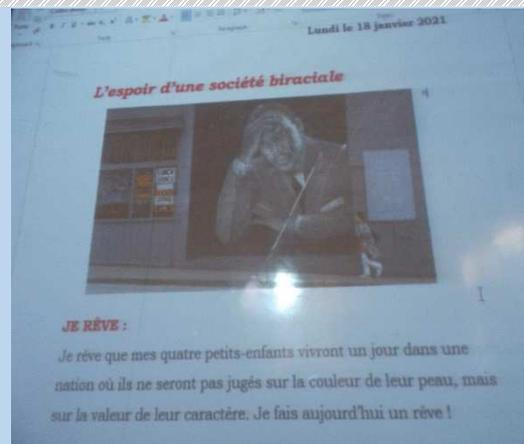 Lundi le 18 janvier 2021
L'espoir d'une société biraciale
JE RÊVE :
Je rêve que mes quatre petits-enfants vivront un jour dans une
nation où ils ne seront pas jugés sur la couleur de leur peau, mais
sur la valeur de leur caractère. Je fais aujourd'hui un rêve !